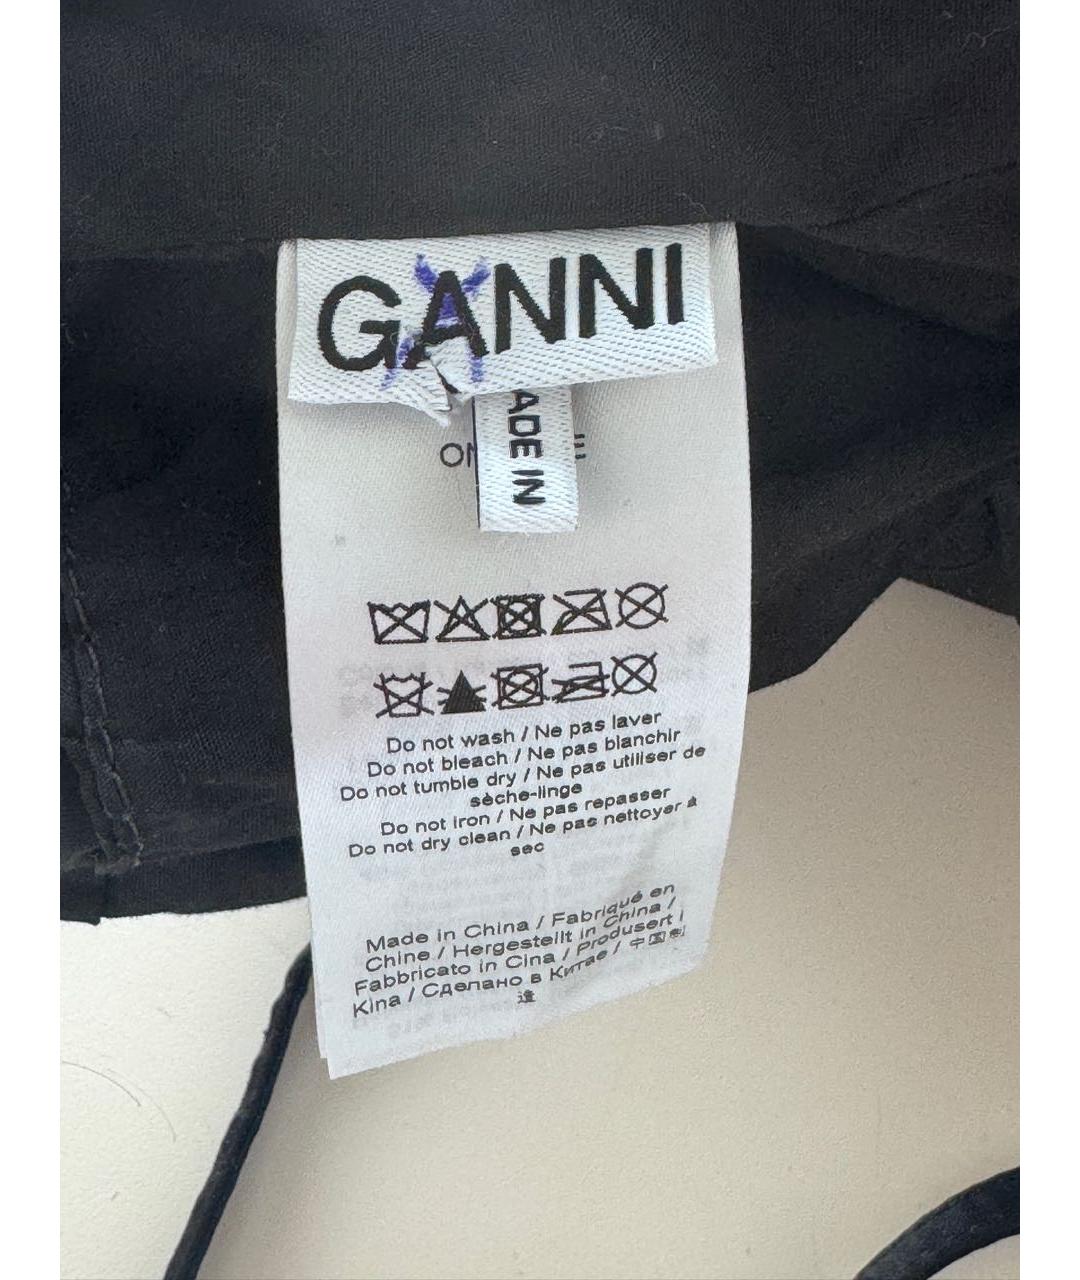 GANNI
ADE IN
Do not wash / Ne pas laver
Do not bleach / Ne pas blanchir
Do not tumble dry / Ne pas utiliser de
sèche-linge
Do not iron / Ne pas repasser
Do not dry clean / Ne pas nettoyer à
sec
Made in China / Fabriqué en
Chine / Hergestellt in China /
Fabbricato in Cina / Produsert i
Kina / Сделано в Китае / 中国制
造